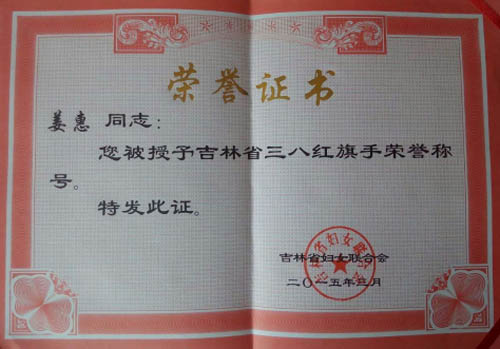 荣誉证书
姜惠 同志：
您被授予吉林省三八红旗手荣誉称
号。
特发此证。
吉林省妇女联合会
二〇一五年三月